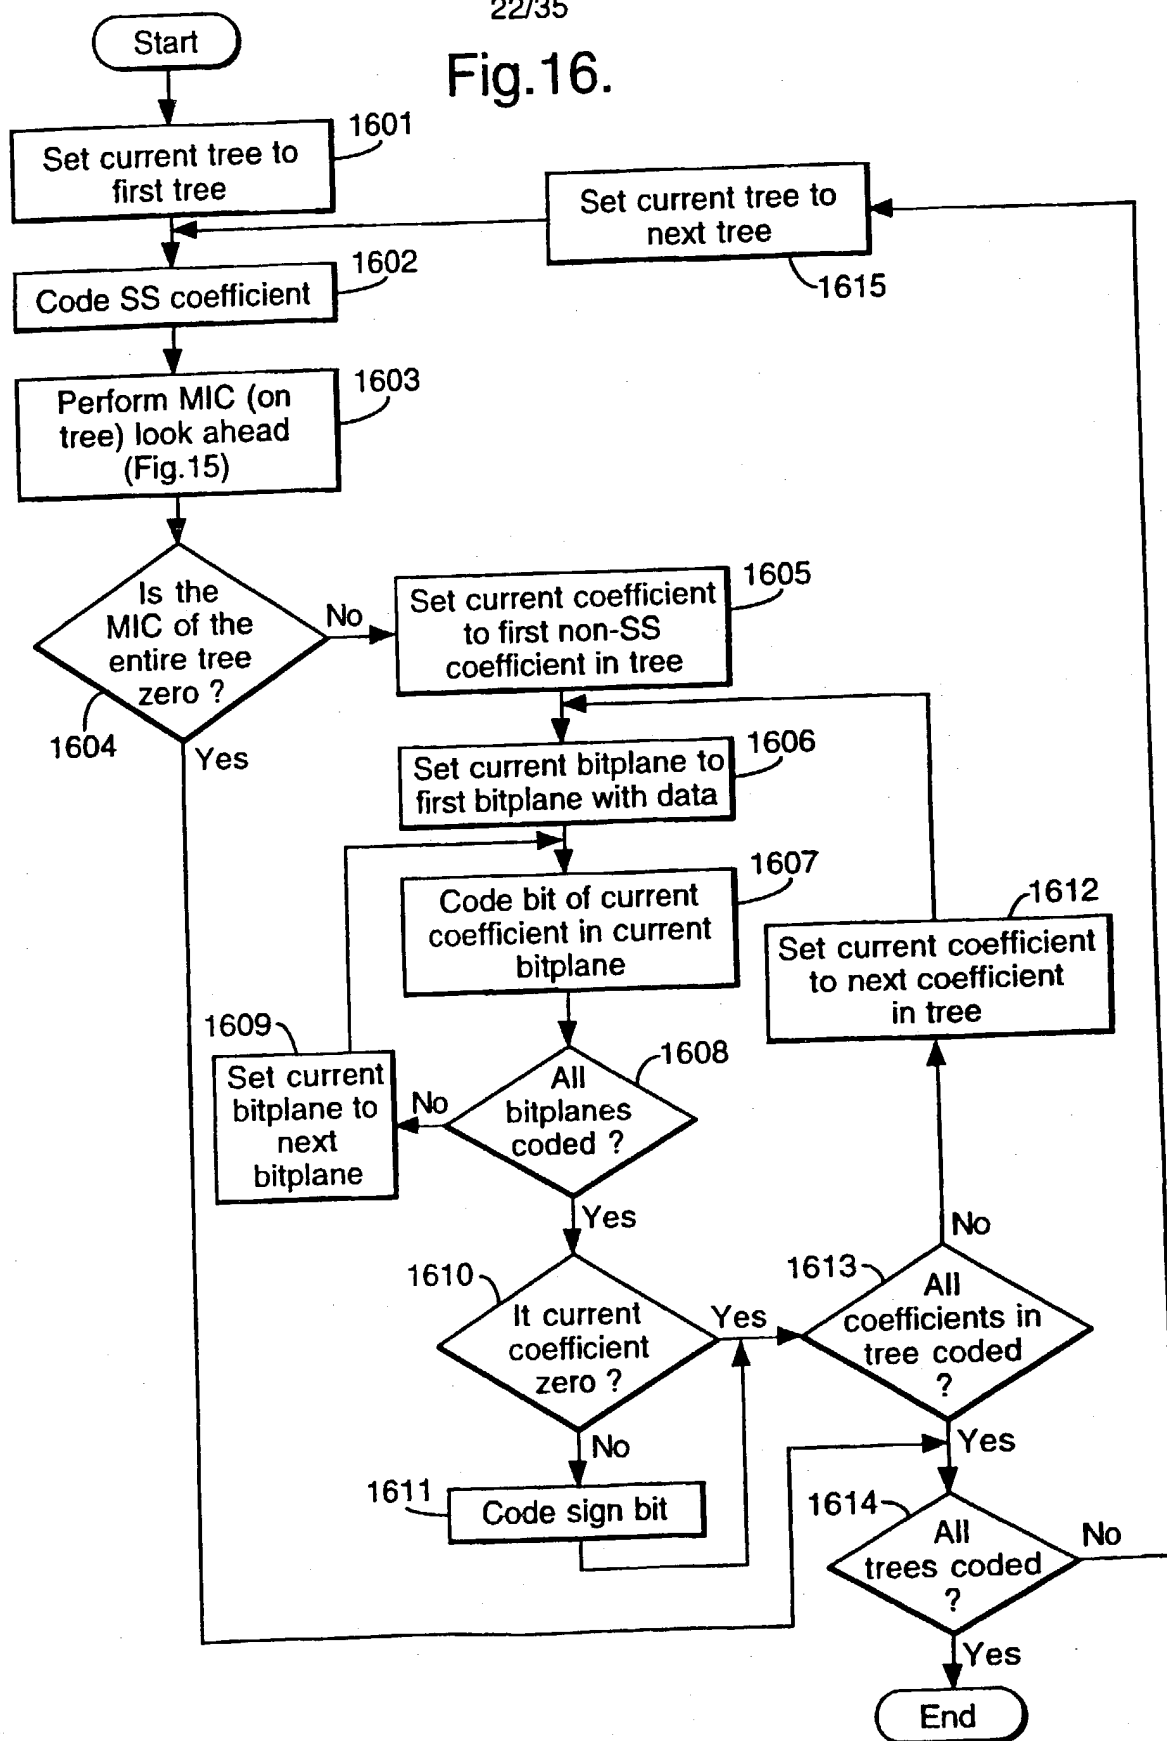 22/35
Fig.16.
Start
1601
Set current tree to
first tree
Set current tree to
next tree
1615
1602
Code SS coefficient
1603
Perform MIC (on
tree) look ahead
(Fig.15)
Is the
MIC of the
entire tree
zero ?
1604
No
Yes
1605
Set current coefficient
to first non-SS
coefficient in tree
1606
Set current bitplane to
first bitplane with data
1607
Code bit of current
coefficient in current
bitplane
1612
Set current coefficient
to next coefficient
in tree
1609
Set current
bitplane to
next
bitplane
No
1608
All
bitplanes
coded ?
Yes
1610
It current
coefficient
zero ?
Yes
No
1611
Code sign bit
1613
All
coefficients in
tree coded
?
No
Yes
1614
All
trees coded
?
No
Yes
End